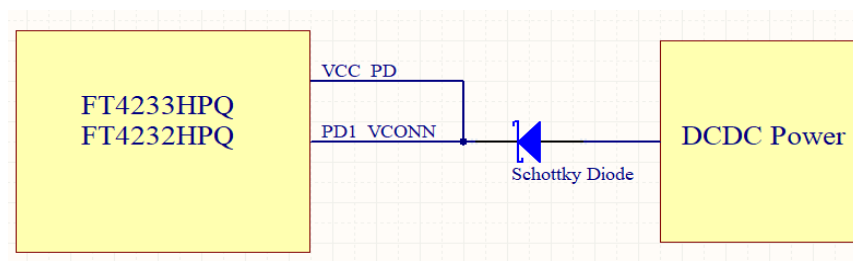 VCC_PD
FT4233HPQ
FT4232HPQ
PD1_VCONN
DCDC Power
Schottky Diode